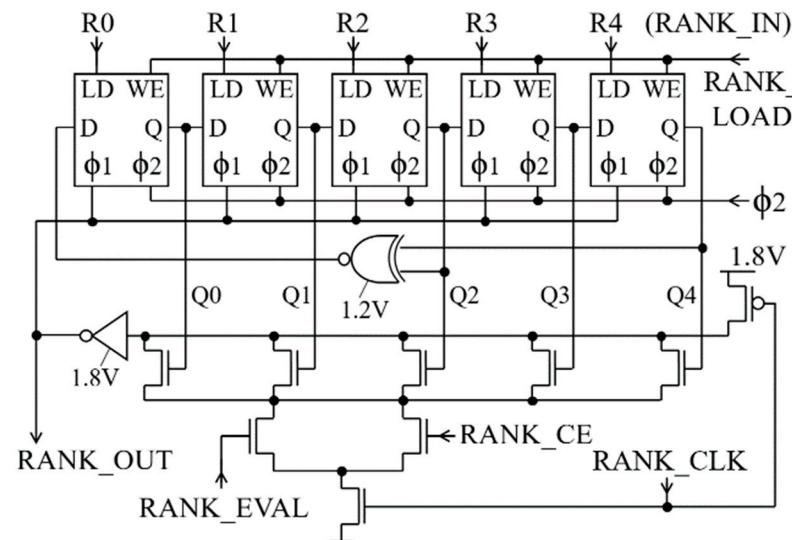 R0 R1 R2 R3 R4 (RANK_IN)
LD WE LD WE LD WE LD WE LD WE RANK_
LOAD
D Q D Q D Q D Q D Q
ϕ1 ϕ2 ϕ1 ϕ2 ϕ1 ϕ2 ϕ1 ϕ2 ϕ1 ϕ2
ϕ2
1.8V
Q0 Q1 1.2V Q2 Q3 Q4
1.8V
RANK_OUT RANK_CE RANK_CLK
RANK_EVAL